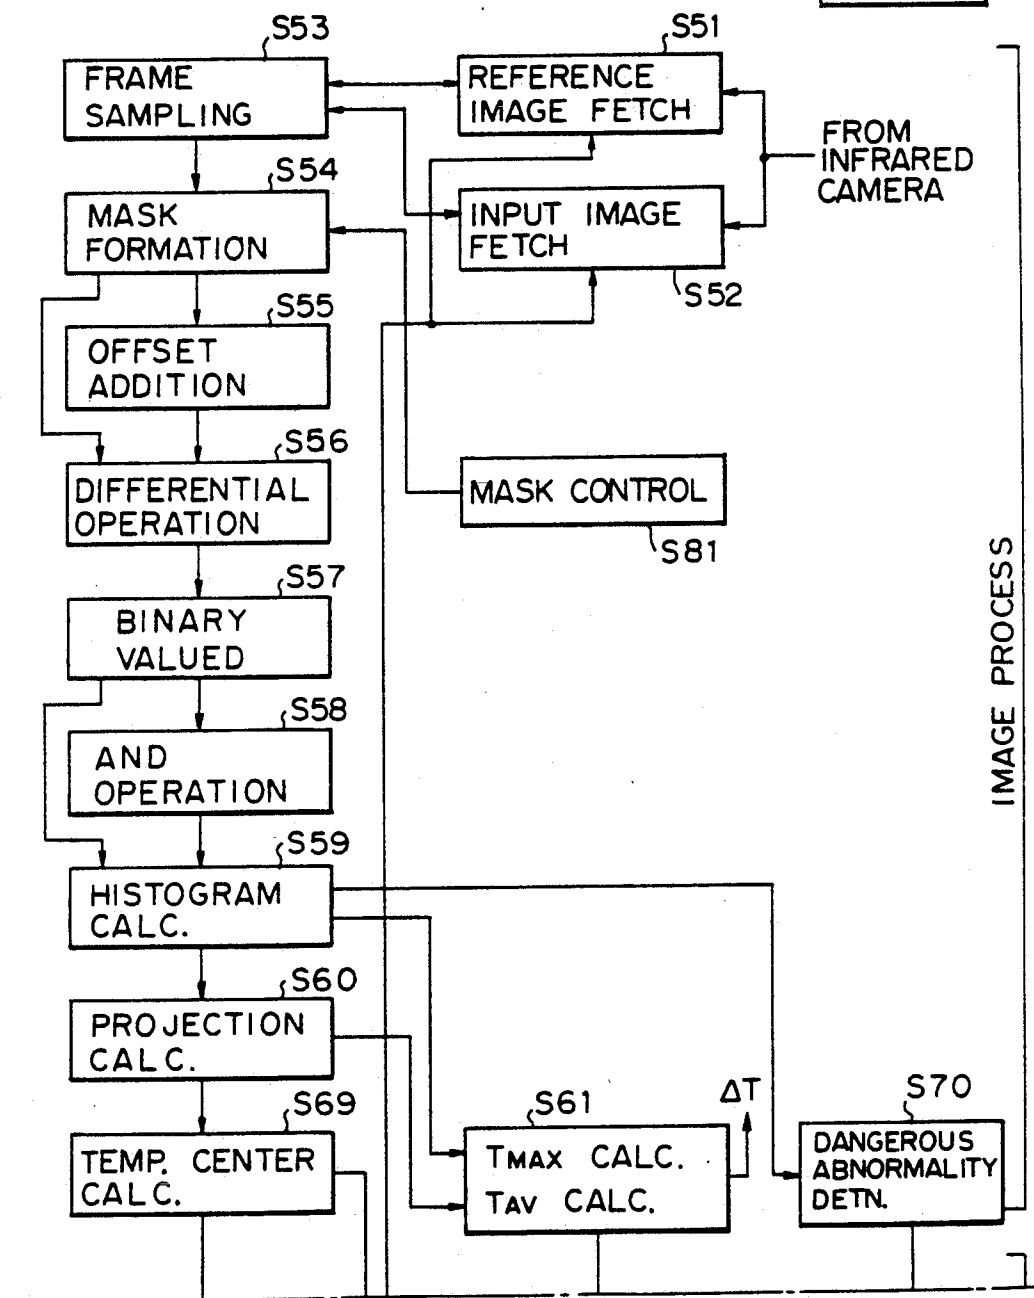 S53
FRAME
SAMPLING
S51
REFERENCE
IMAGE FETCH
FROM
INFRARED
CAMERA
S54
MASK
FORMATION
INPUT IMAGE
FETCH
S52
S55
OFFSET
ADDITION
S56
DIFFERENTIAL
OPERATION
MASK CONTROL
S81
S57
BINARY
VALUED
IMAGE PROCESS
S58
AND
OPERATION
S59
HISTOGRAM
CALC.
S60
PROJECTION
CALC.
S69
TEMP. CENTER
CALC.
S61
TMAX CALC.
TAV CALC.
ΔT
S70
DANGEROUS
ABNORMALITY
DETN.